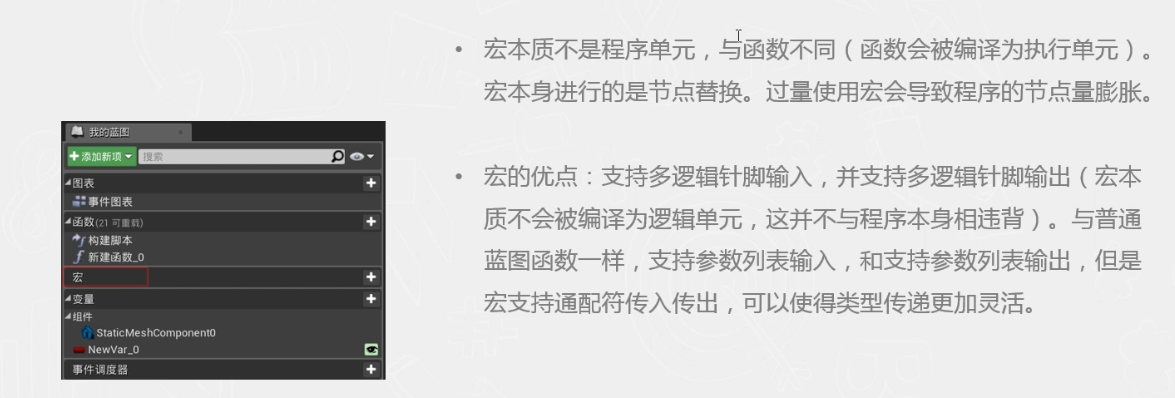 • 宏本质不是程序单元，与函数不同（函数会被编译为执行单元）。
宏本身进行的是节点替换。过量使用宏会导致程序的节点量膨胀。
• 宏的优点：支持多逻辑针脚输入，并支持多逻辑针脚输出（宏本
质不会被编译为逻辑单元，这并不与程序本身相违背）。与普通
蓝图函数一样，支持参数列表输入，和支持参数列表输出，但是
宏支持通配符传入传出，可以使得类型传递更加灵活。
我的蓝图
+添加新项 搜索
图表
事件图表
函数(21 可重载)
构建脚本
新建函数_0
宏
变量
组件
StaticMeshComponent0
NewVar_0
事件调度器